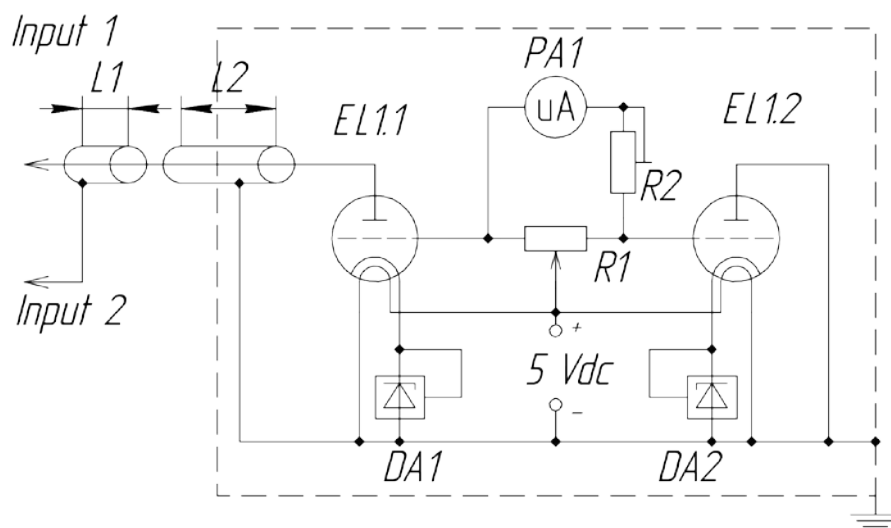 Input 1
L1
L2
PA1
EL1.1
uA
EL1.2
R2
R1
Input 2
+
5 Vdc
-
DA1
DA2